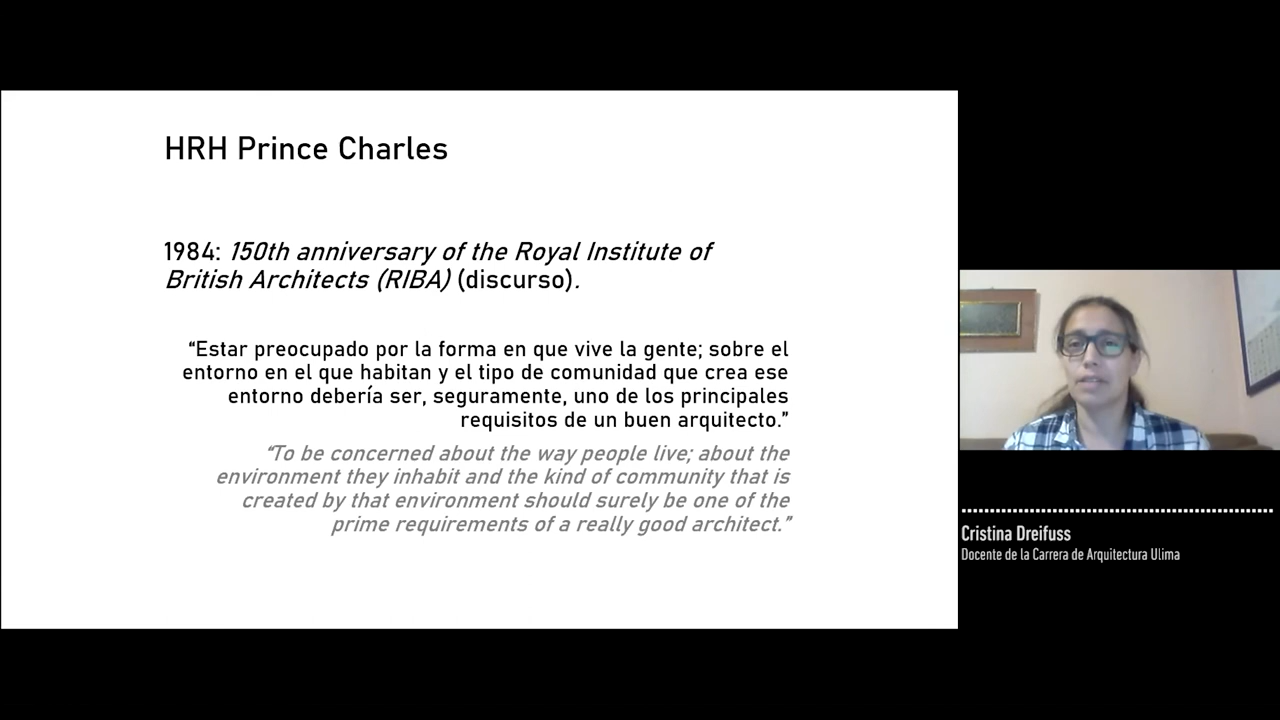 HRH Prince Charles
1984: 150th anniversary of the Royal Institute of
British Architects (RIBA) (discurso).
“Estar preocupado por la forma en que vive la gente; sobre el
entorno en el que habitan y el tipo de comunidad que crea ese
entorno debería ser, seguramente, uno de los principales
requisitos de un buen arquitecto.”
“To be concerned about the way people live; about the
environment they inhabit and the kind of community that is
created by that environment should surely be one of the
prime requirements of a really good architect.”
Cristina Dreifuss
Docente de la Carrera de Arquitectura Ulima